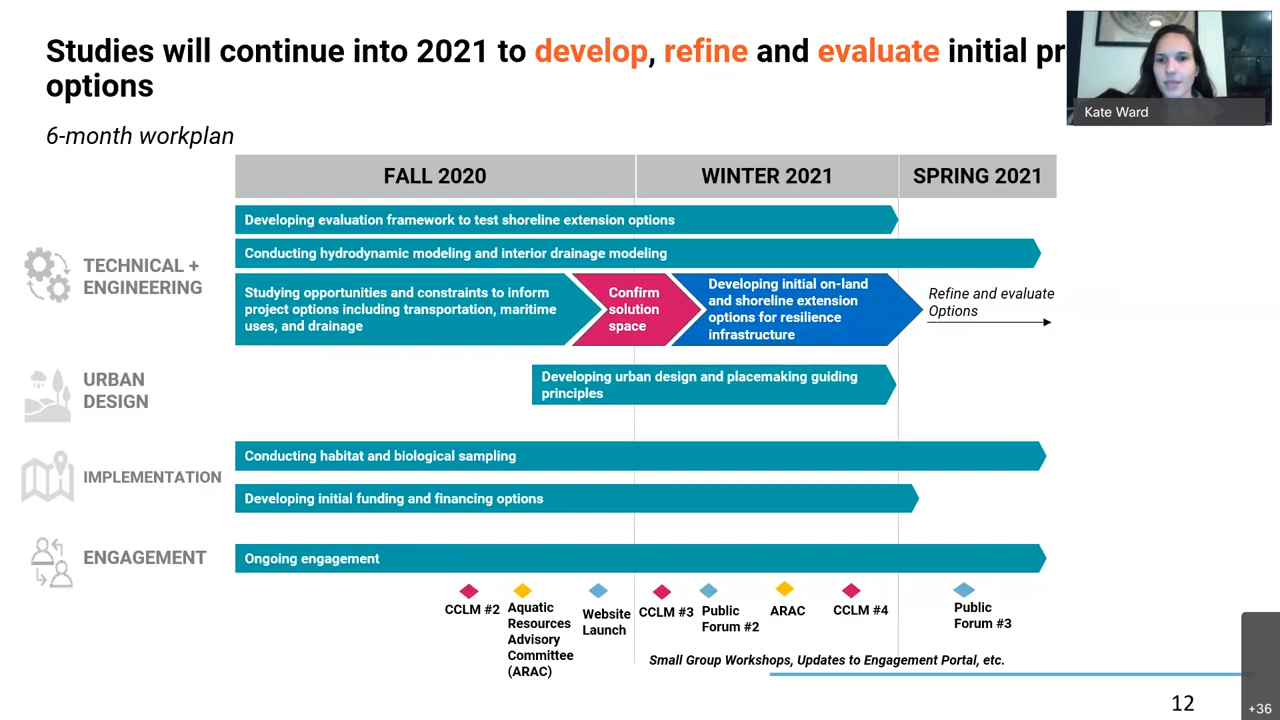 Studies will continue into 2021 to develop, refine and evaluate initial
options
Kate Ward
6-month workplan
FALL 2020
WINTER 2021
SPRING 2021
TECHNICAL +
ENGINEERING
Developing evaluation framework to test shoreline extension options
Conducting hydrodynamic modeling and interior drainage modeling
Studying opportunities and constraints to inform
project options including transportation, maritime
uses, and drainage
Confirm
solution
space
Developing initial on-land
and shoreline extension
options for resilience
infrastructure
Refine and evaluate
Options
URBAN
DESIGN
Developing urban design and placemaking guiding
principles
IMPLEMENTATION
Conducting habitat and biological sampling
Developing initial funding and financing options
ENGAGEMENT
Ongoing engagement
CCLM #2
Aquatic
Resources
Advisory
Committee
(ARAC)
Website
Launch
CCLM #3
Public
Forum #2
ARAC
CCLM #4
Public
Forum #3
Small Group Workshops, Updates to Engagement Portal, etc.
12
+36